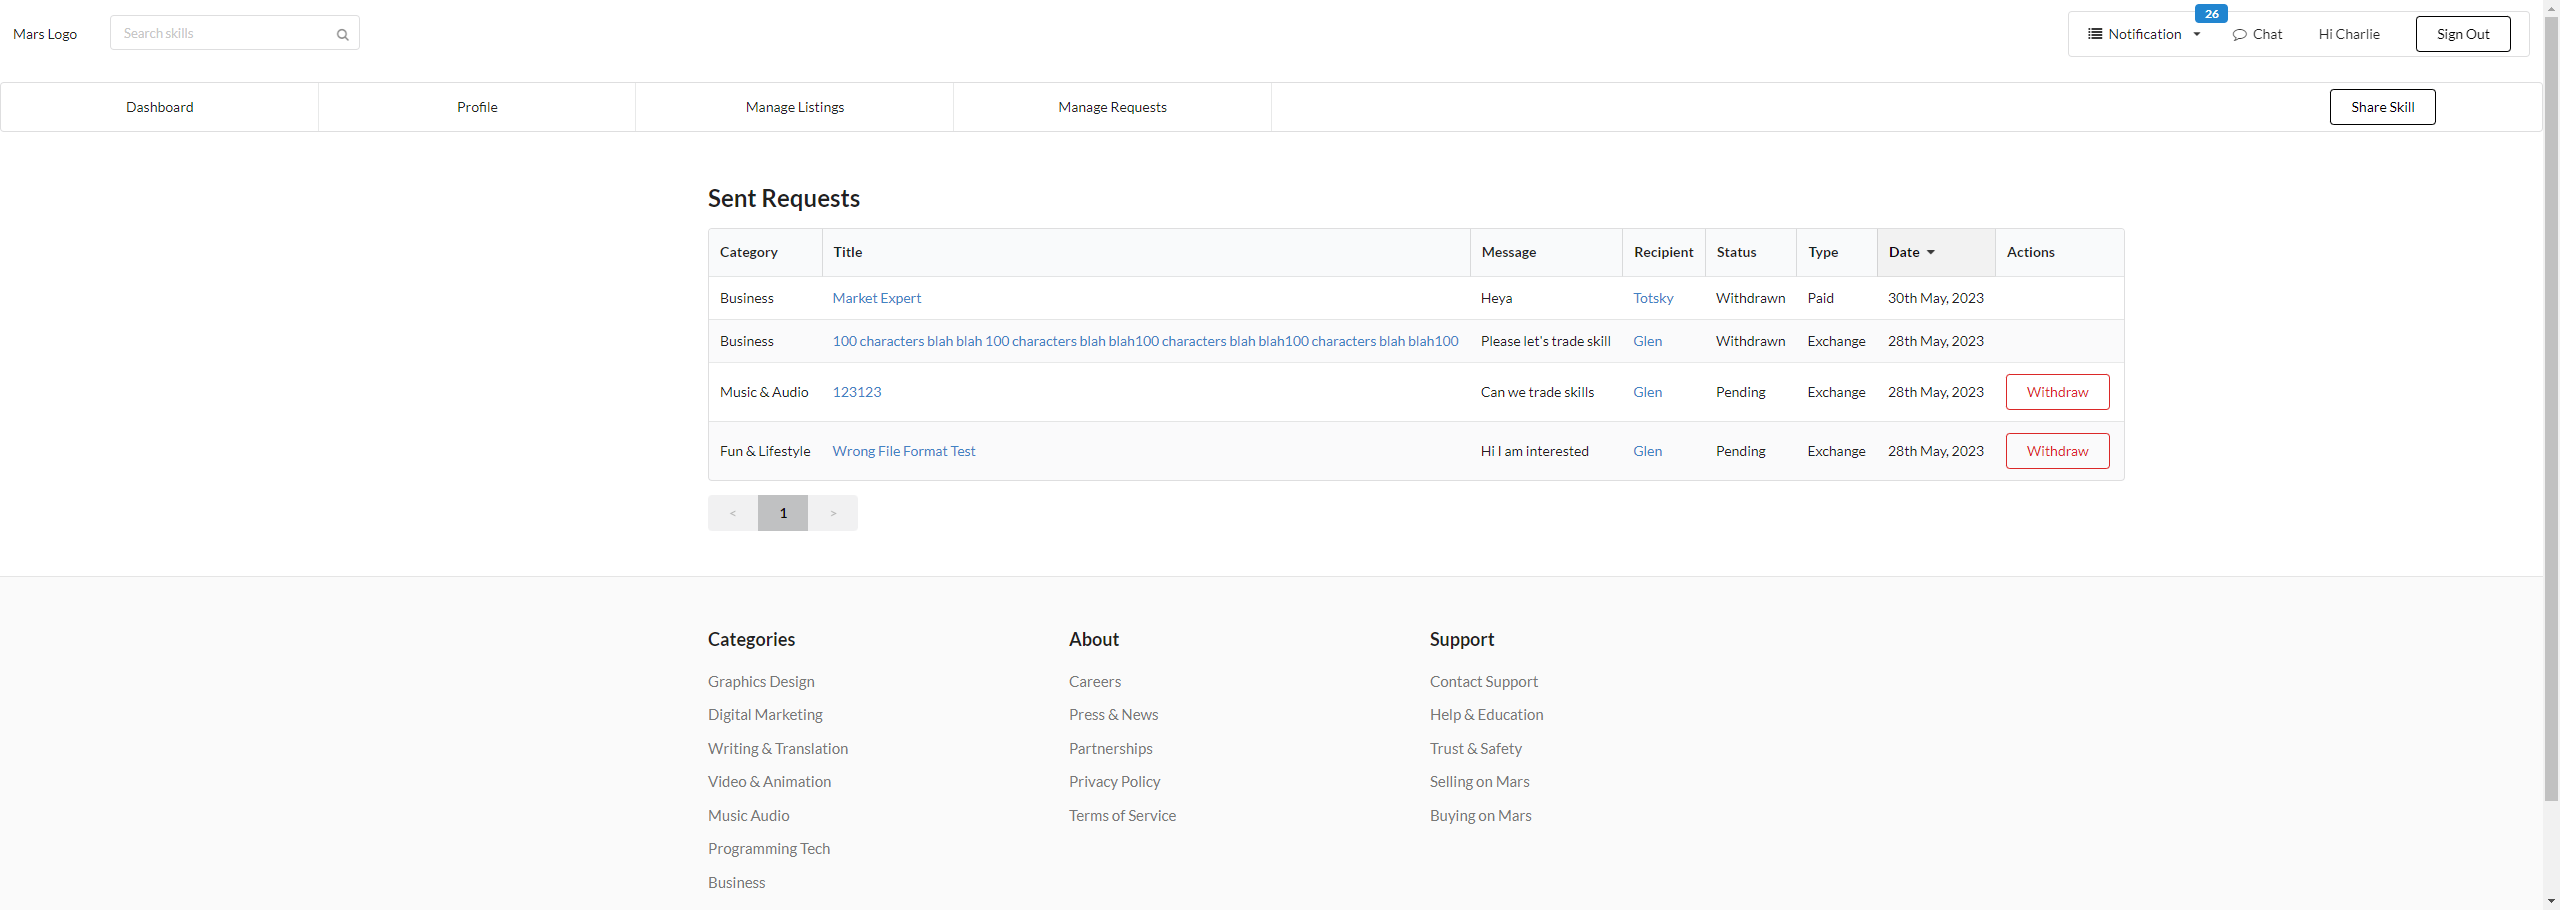 26
Mars Logo Search skills Notification Chat Hi Charlie Sign Out
Dashboard Profile Manage Listings Manage Requests Share Skill
Sent Requests
Category Title Message Recipient Status Type Date Actions
Business Market Expert Heya Totsky Withdrawn Paid 30th May, 2023
Business 100 characters blah blah 100 characters blah blah100 characters blah blah100 characters blah blah100 Please let's trade skill Glen Withdrawn Exchange 28th May, 2023
Music & Audio 123123 Can we trade skills Glen Pending Exchange 28th May, 2023 Withdraw
Fun & Lifestyle Wrong File Format Test Hi I am interested Glen Pending Exchange 28th May, 2023 Withdraw
< 1 >
Categories About Support
Graphics Design Careers Contact Support
Digital Marketing Press & News Help & Education
Writing & Translation Partnerships Trust & Safety
Video & Animation Privacy Policy Selling on Mars
Music Audio Terms of Service Buying on Mars
Programming Tech
Business